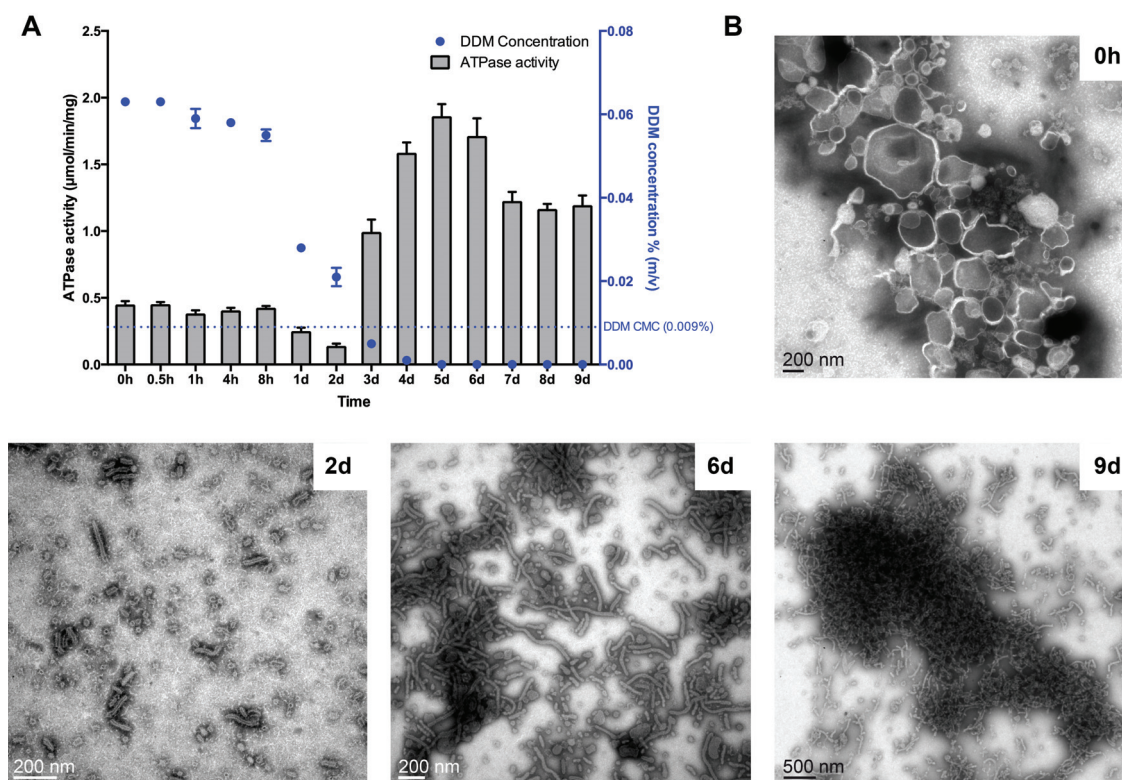 A
2.5
2.0
1.5
1.0
0.5
0.0
ATPase activity (µmol/min/mg)
DDM Concentration
ATPase activity
0.08
0.06
0.04
0.02
0.00
DDM concentration % (m/v)
DDM CMC (0.009%)
0h 0.5h 1h 4h 8h 1d 2d 3d 4d 5d 6d 7d 8d 9d
Time
B
0h
200 nm
2d
200 nm
6d
200 nm
9d
500 nm